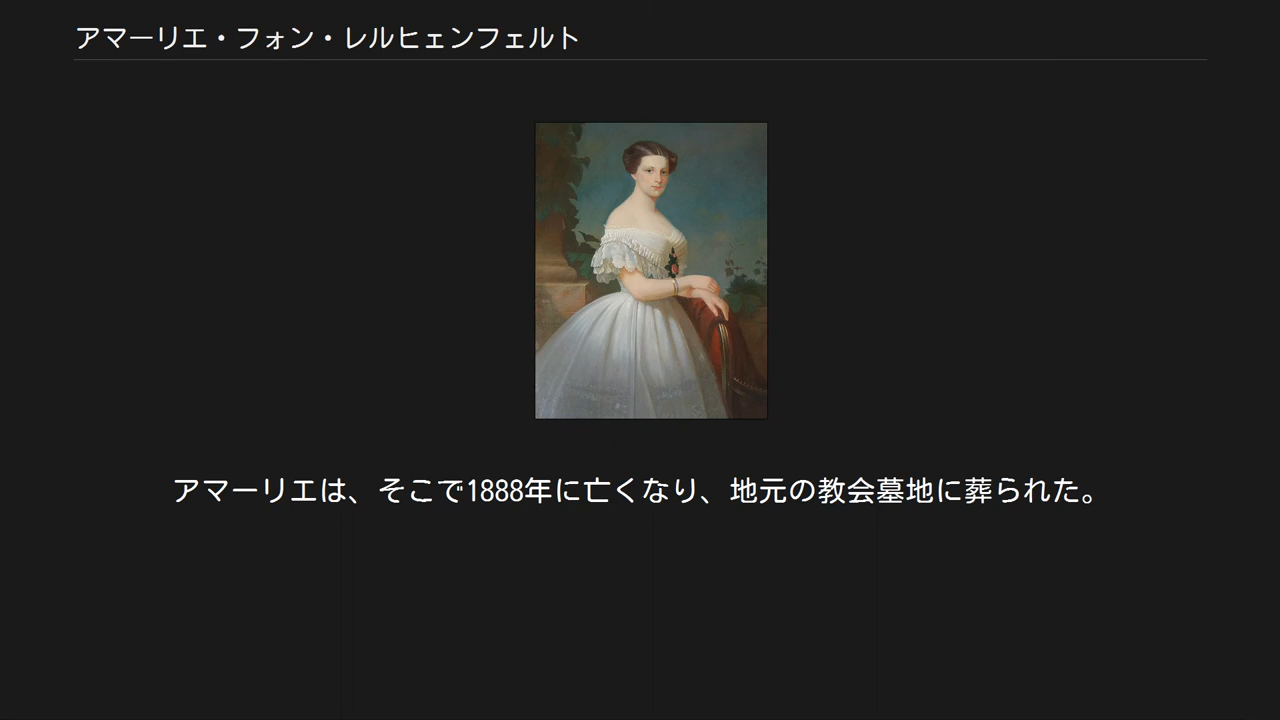 アマーリエ・フォン・レルヒェンフェルト
アマーリエは、そこで1888年に亡くなり、地元の教会墓地に葬られた。